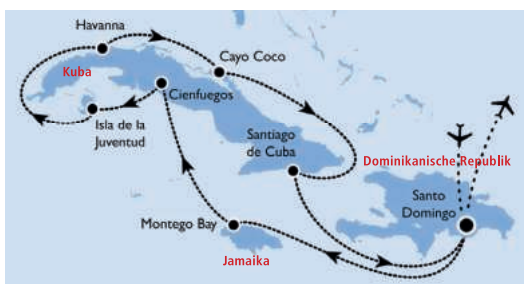 Havanna
Kuba
Cayo Coco
Cienfuegos
Isla de la
Juventud
Santiago
de Cuba
Dominikanische Republik
Santo
Domingo
Montego Bay
Jamaika